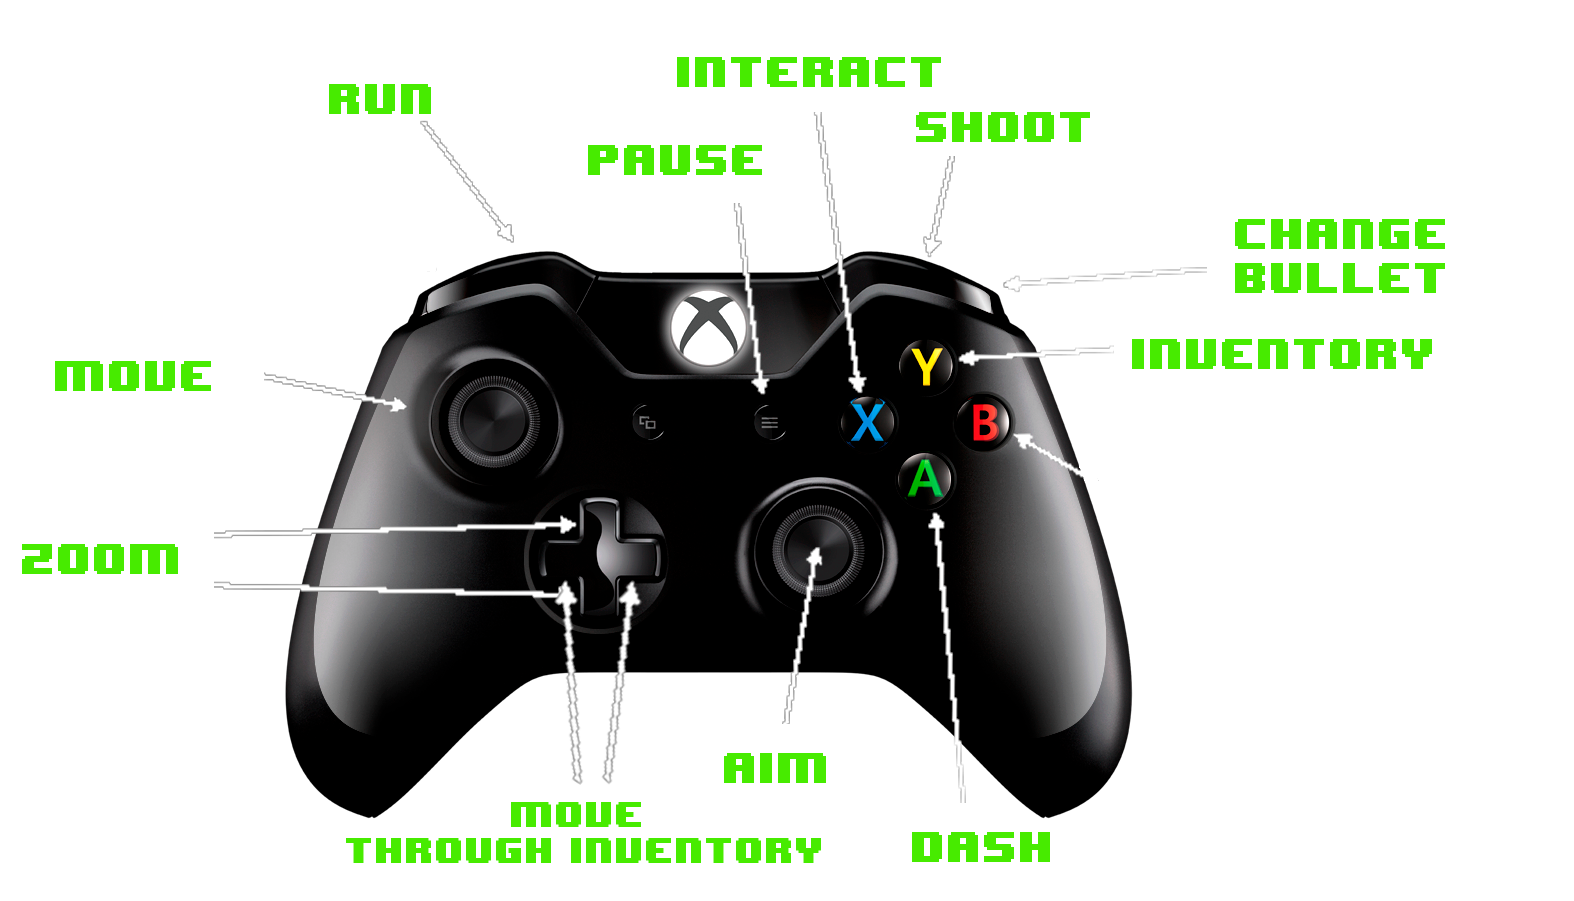 RUN
INTERACT
SHOOT
PAUSE
CHANGE
BULLET
INVENTORY
MOVE
Y
X
B
A
ZOOM
AIM
MOVE
THROUGH INVENTORY
DASH